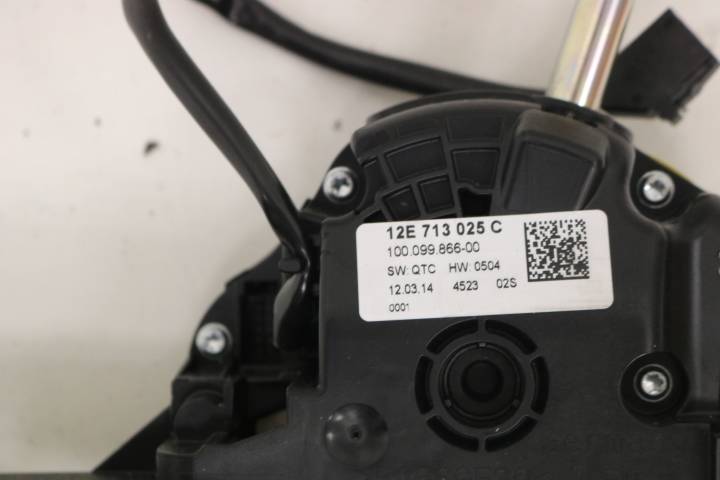 12E 713 025 C
100.099.866-00
SW: QTC HW: 0504
12.03.14 4523 02S
0001